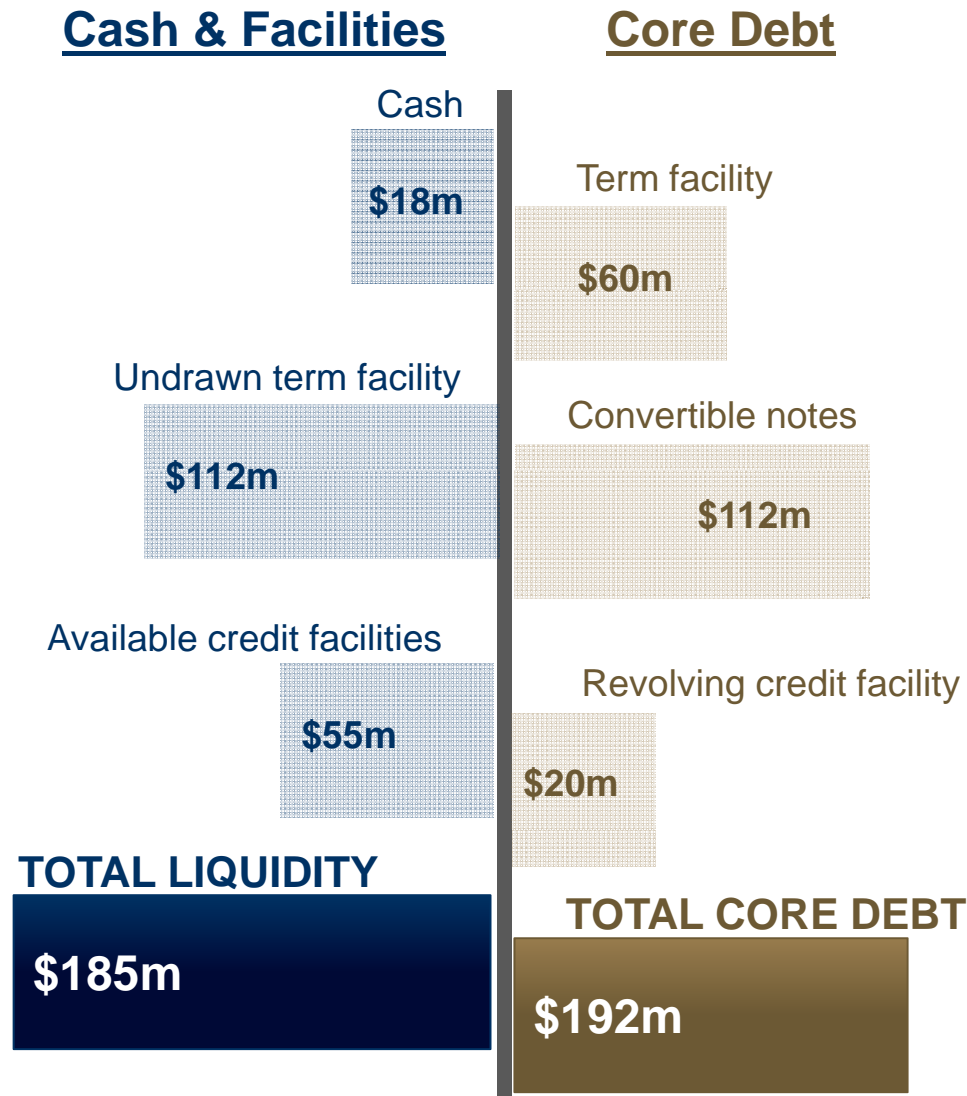 Cash & Facilities
Cash
$18m
Undrawn term facility
$112m
Available credit facilities
$55m
TOTAL LIQUIDITY
$185m
Core Debt
Term facility
$60m
Convertible notes
$112m
Revolving credit facility
$20m
TOTAL CORE DEBT
$192m